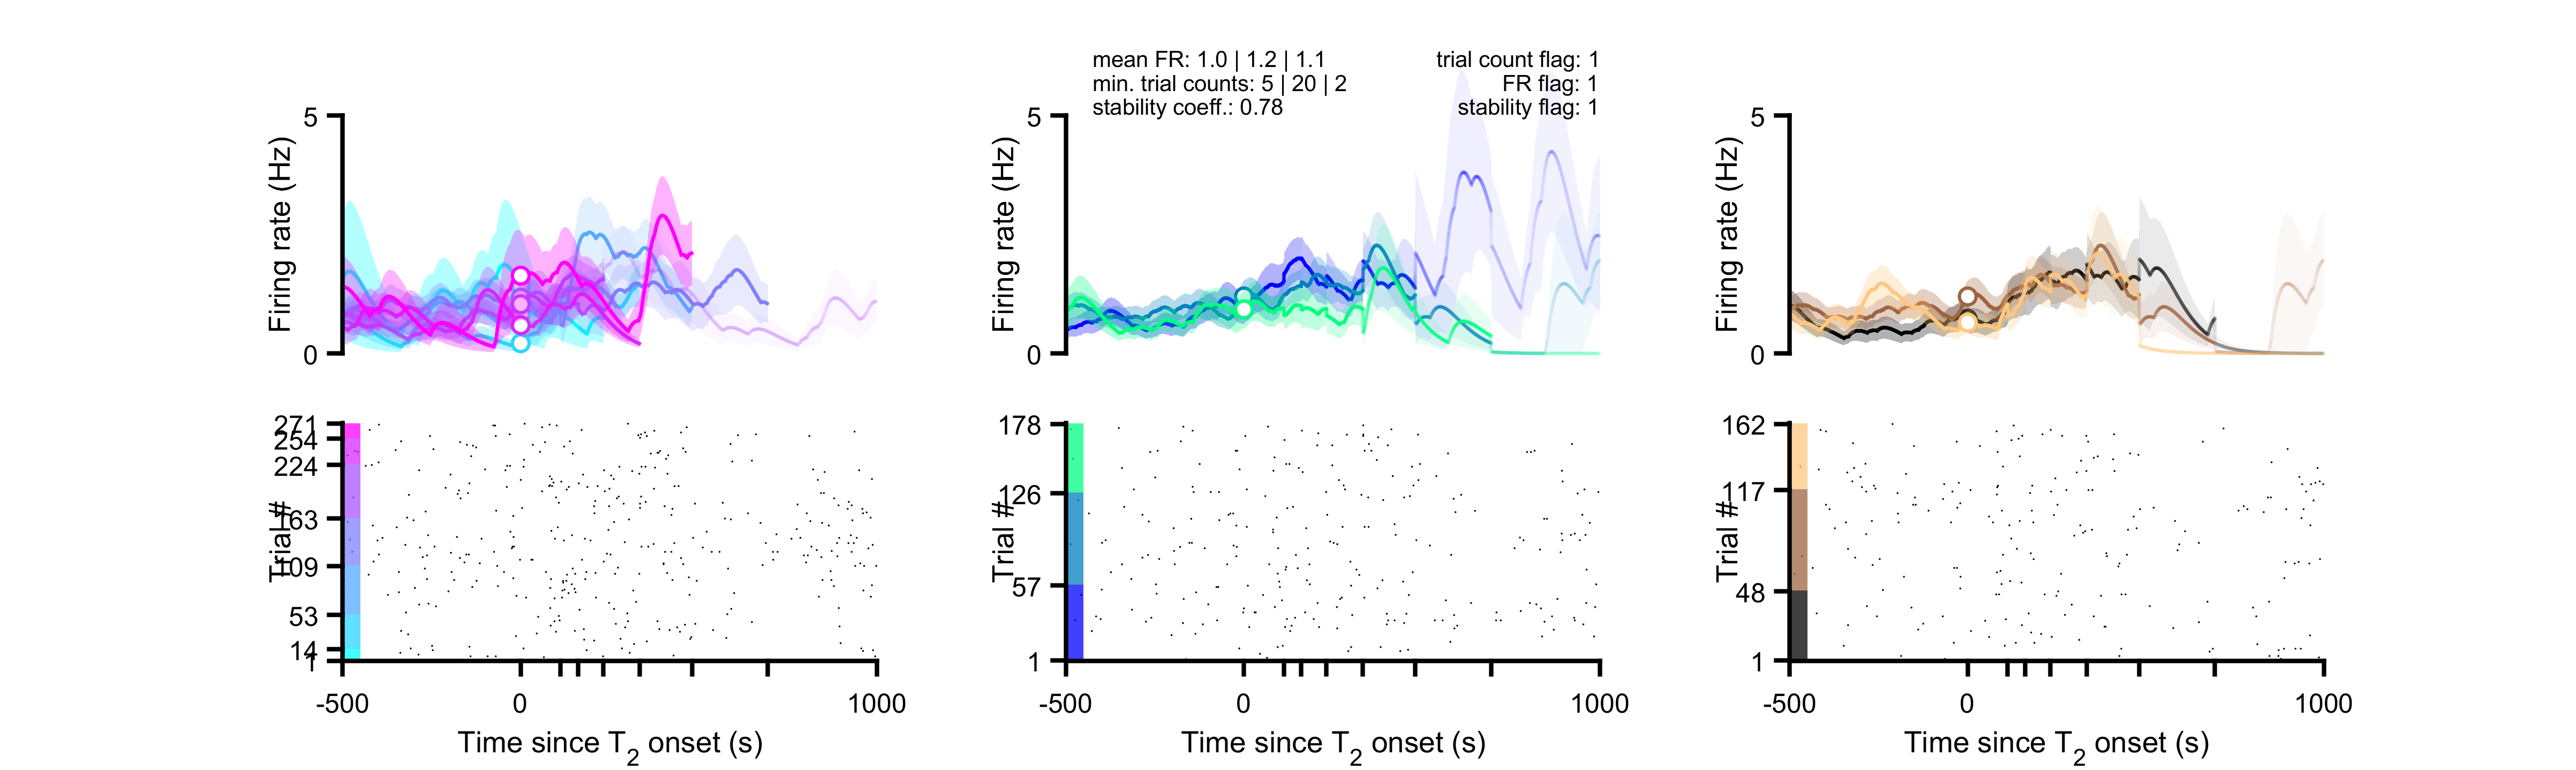 mean FR: 1.0 | 1.2 | 1.1
min. trial counts: 5 | 20 | 2
stability coeff.: 0.78
trial count flag: 1
FR flag: 1
stability flag: 1
5
0
Firing rate (Hz)
5
0
Firing rate (Hz)
5
0
Firing rate (Hz)
271
254
224
163
109
53
14
1
Trial #
-500
0
1000
Time since T2 onset (s)
178
126
57
1
Trial #
-500
0
1000
Time since T2 onset (s)
162
117
48
1
Trial #
-500
0
1000
Time since T2 onset (s)